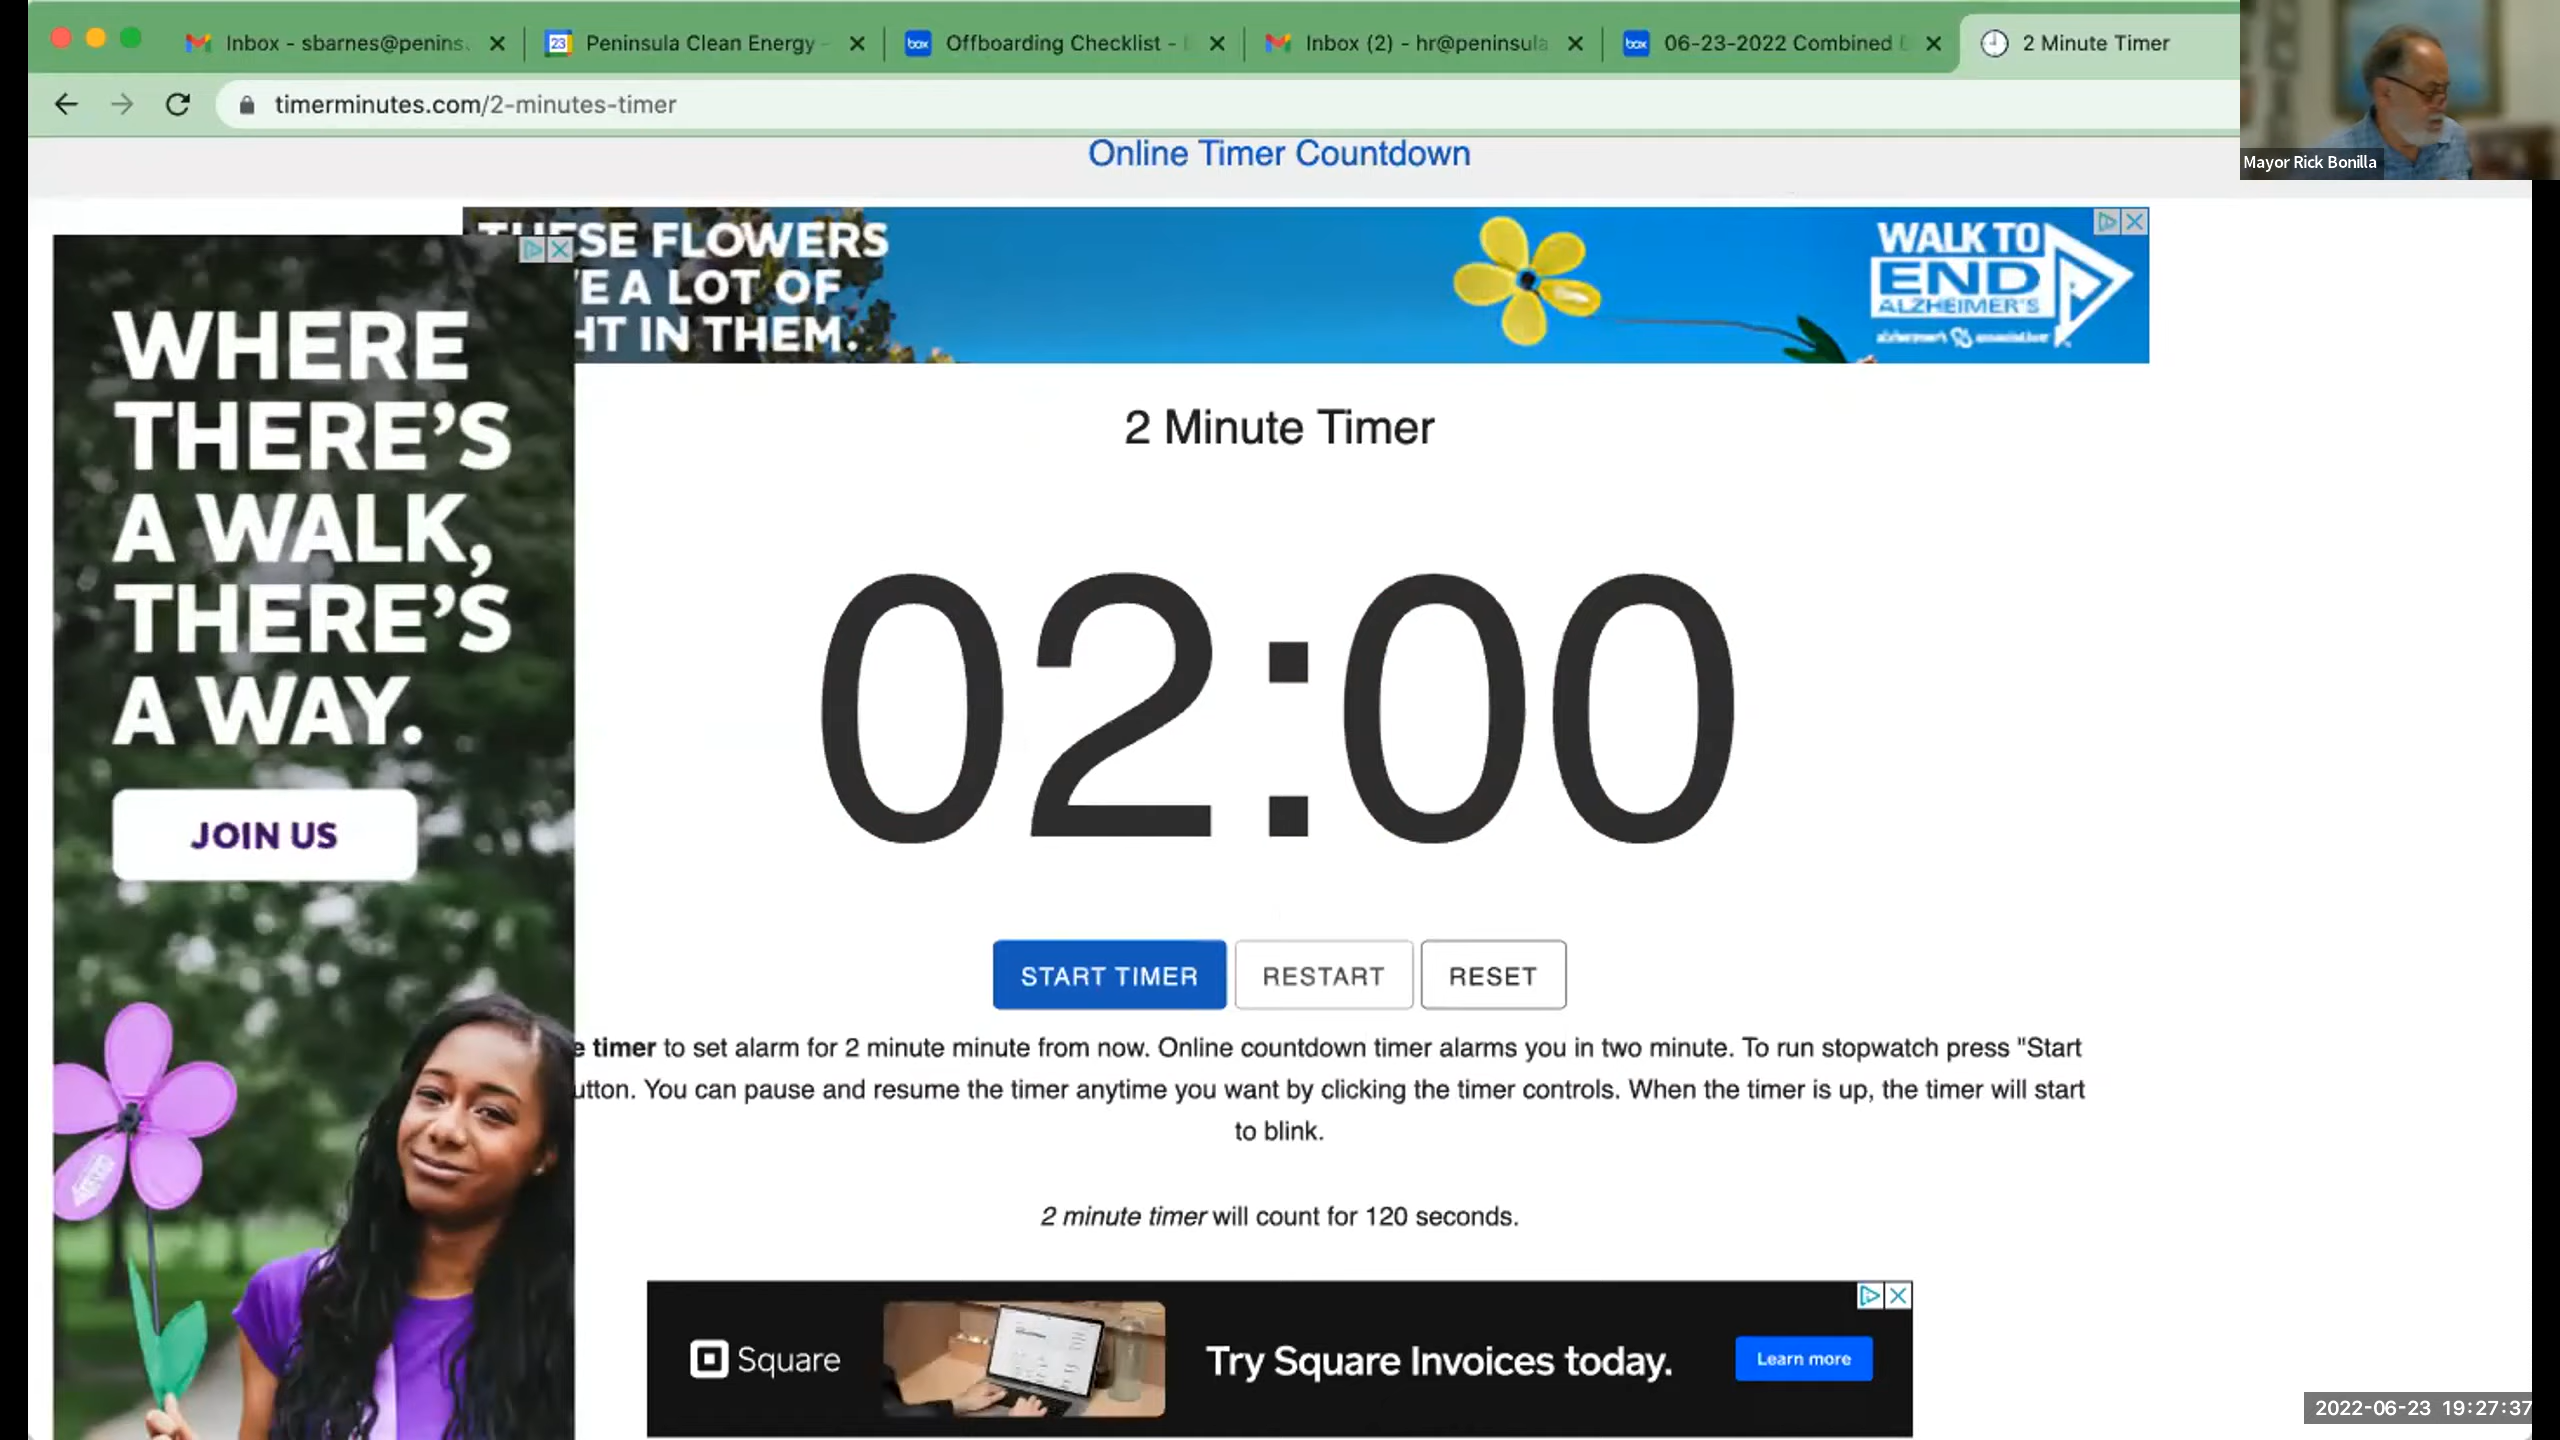 Inbox - sbarnes@penins
Peninsula Clean Energy -
Offboarding Checklist -
Inbox (2) - hr@peninsula
06-23-2022 Combined
2 Minute Timer
timerminutes.com/2-minutes-timer
Mayor Rick Bonilla
Online Timer Countdown
THESE FLOWERS
E A LOT OF
HT IN THEM.
WALK TO
END
ALZHEIMER'S
alzheimer's association
WHERE
THERE'S
A WALK,
THERE'S
A WAY.
JOIN US
2 Minute Timer
02:00
START TIMER
RESTART
RESET
e timer to set alarm for 2 minute minute from now. Online countdown timer alarms you in two minute. To run stopwatch press "Start
utton. You can pause and resume the timer anytime you want by clicking the timer controls. When the timer is up, the timer will start
to blink.
2 minute timer will count for 120 seconds.
Square
Try Square Invoices today.
Learn more
2022-06-23 19:27:37